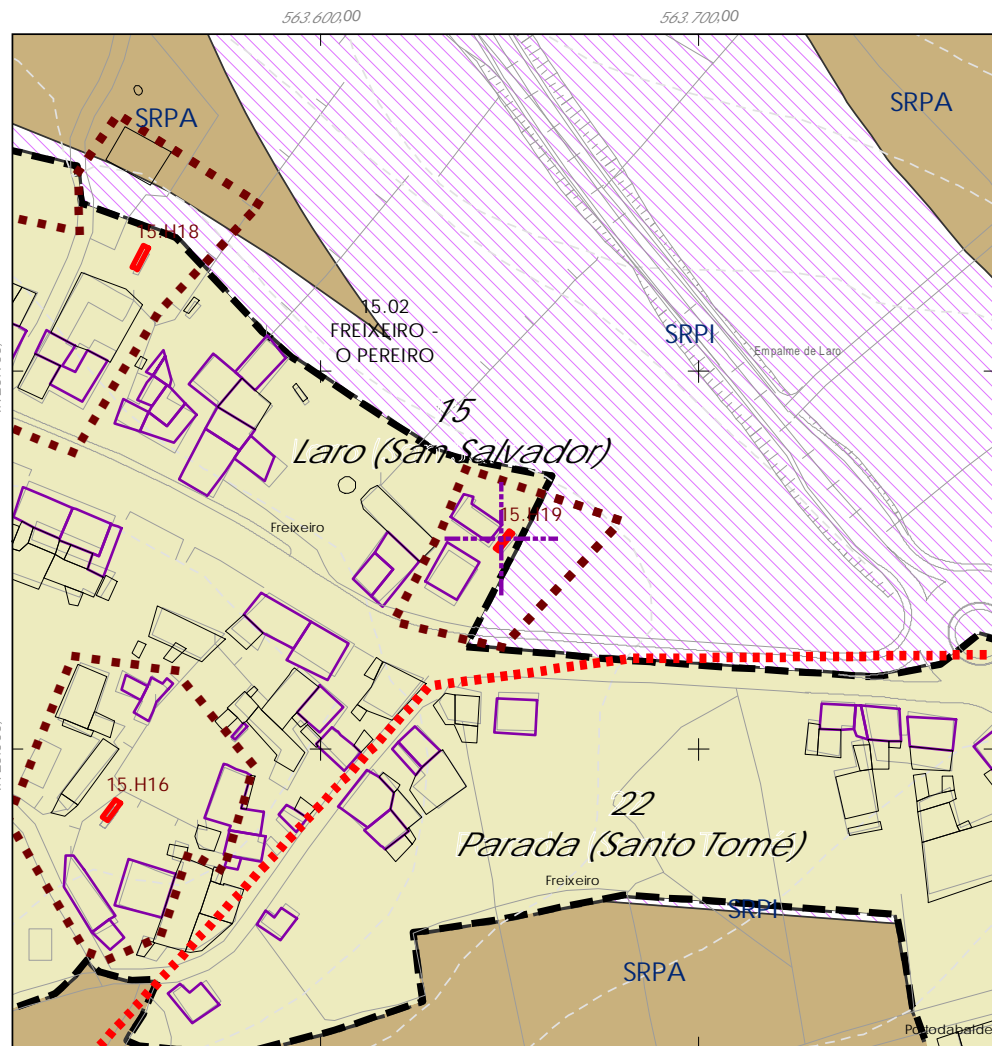 563.600,00
563.700,00
SRPA
SRPA
15.H18
15.02
FREIXEIRO -
O PEREIRO
SRPI
Empalme de Laro
15
Laro (San Salvador)
15.H19
Freixeiro
15.H16
22
Parada (Santo Tomé)
Freixeiro
SRPI
SRPA